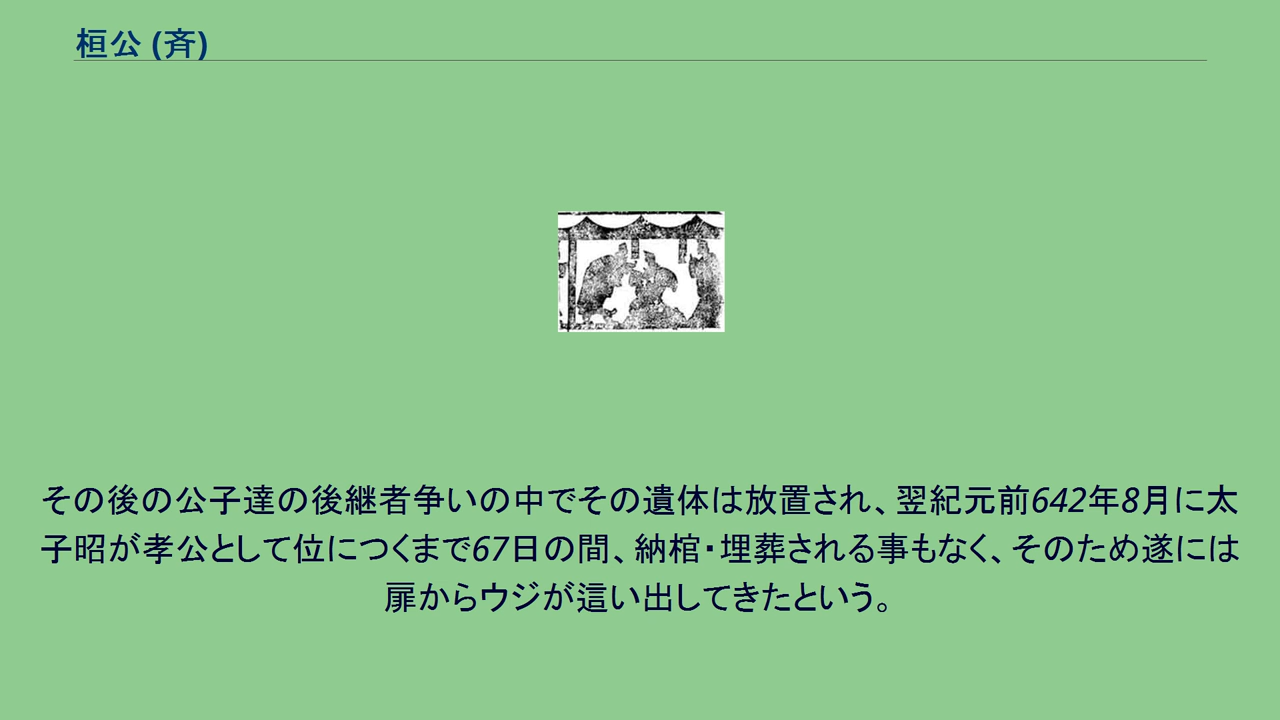 桓公 (斉)
その後の公子達の後継者争いの中でその遺体は放置され、翌紀元前642年8月に太
子昭が孝公として位につくまで67日の間、納棺・埋葬される事もなく、そのため遂には
扉からウジが這い出してきたという。